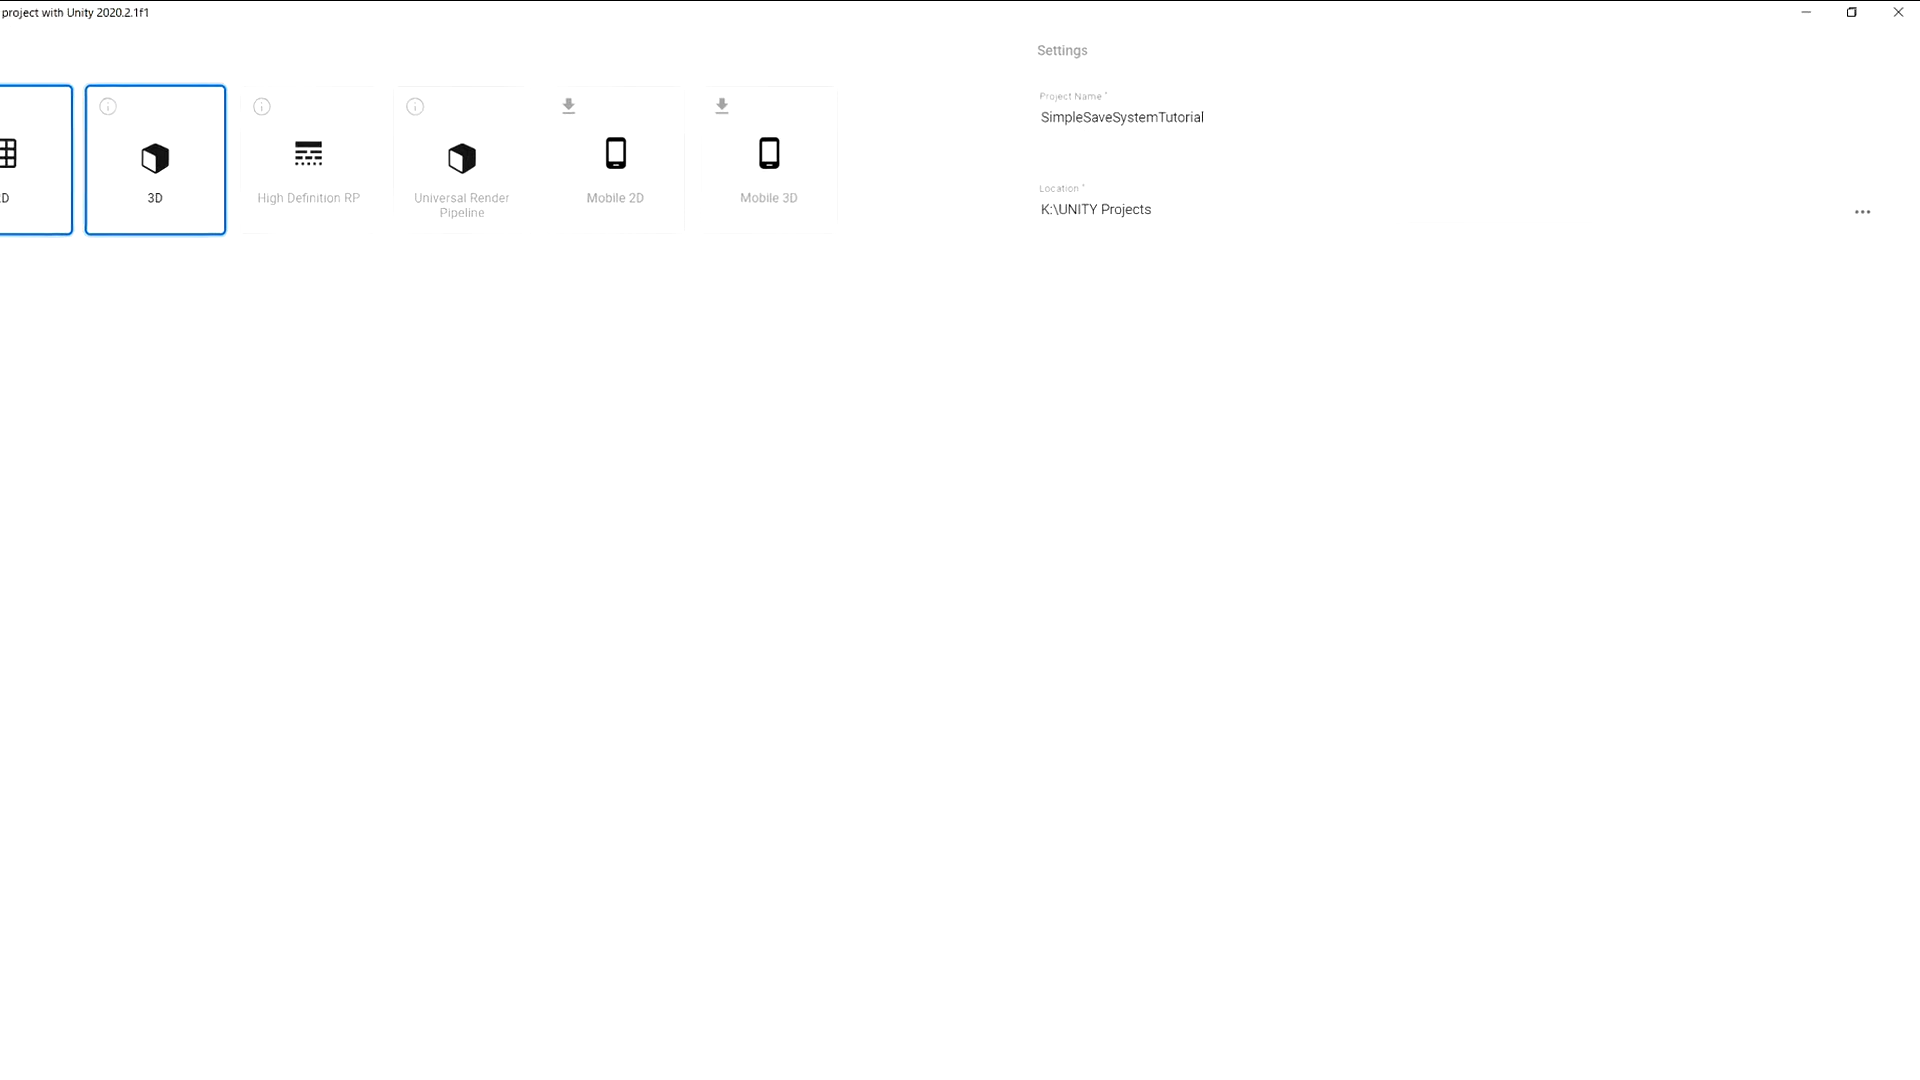 project with Unity 2020.2.1f1
Settings
Project Name *
SimpleSaveSystemTutorial
D
3D
High Definition RP
Universal Render
Pipeline
Mobile 2D
Mobile 3D
Location *
K:\UNITY Projects